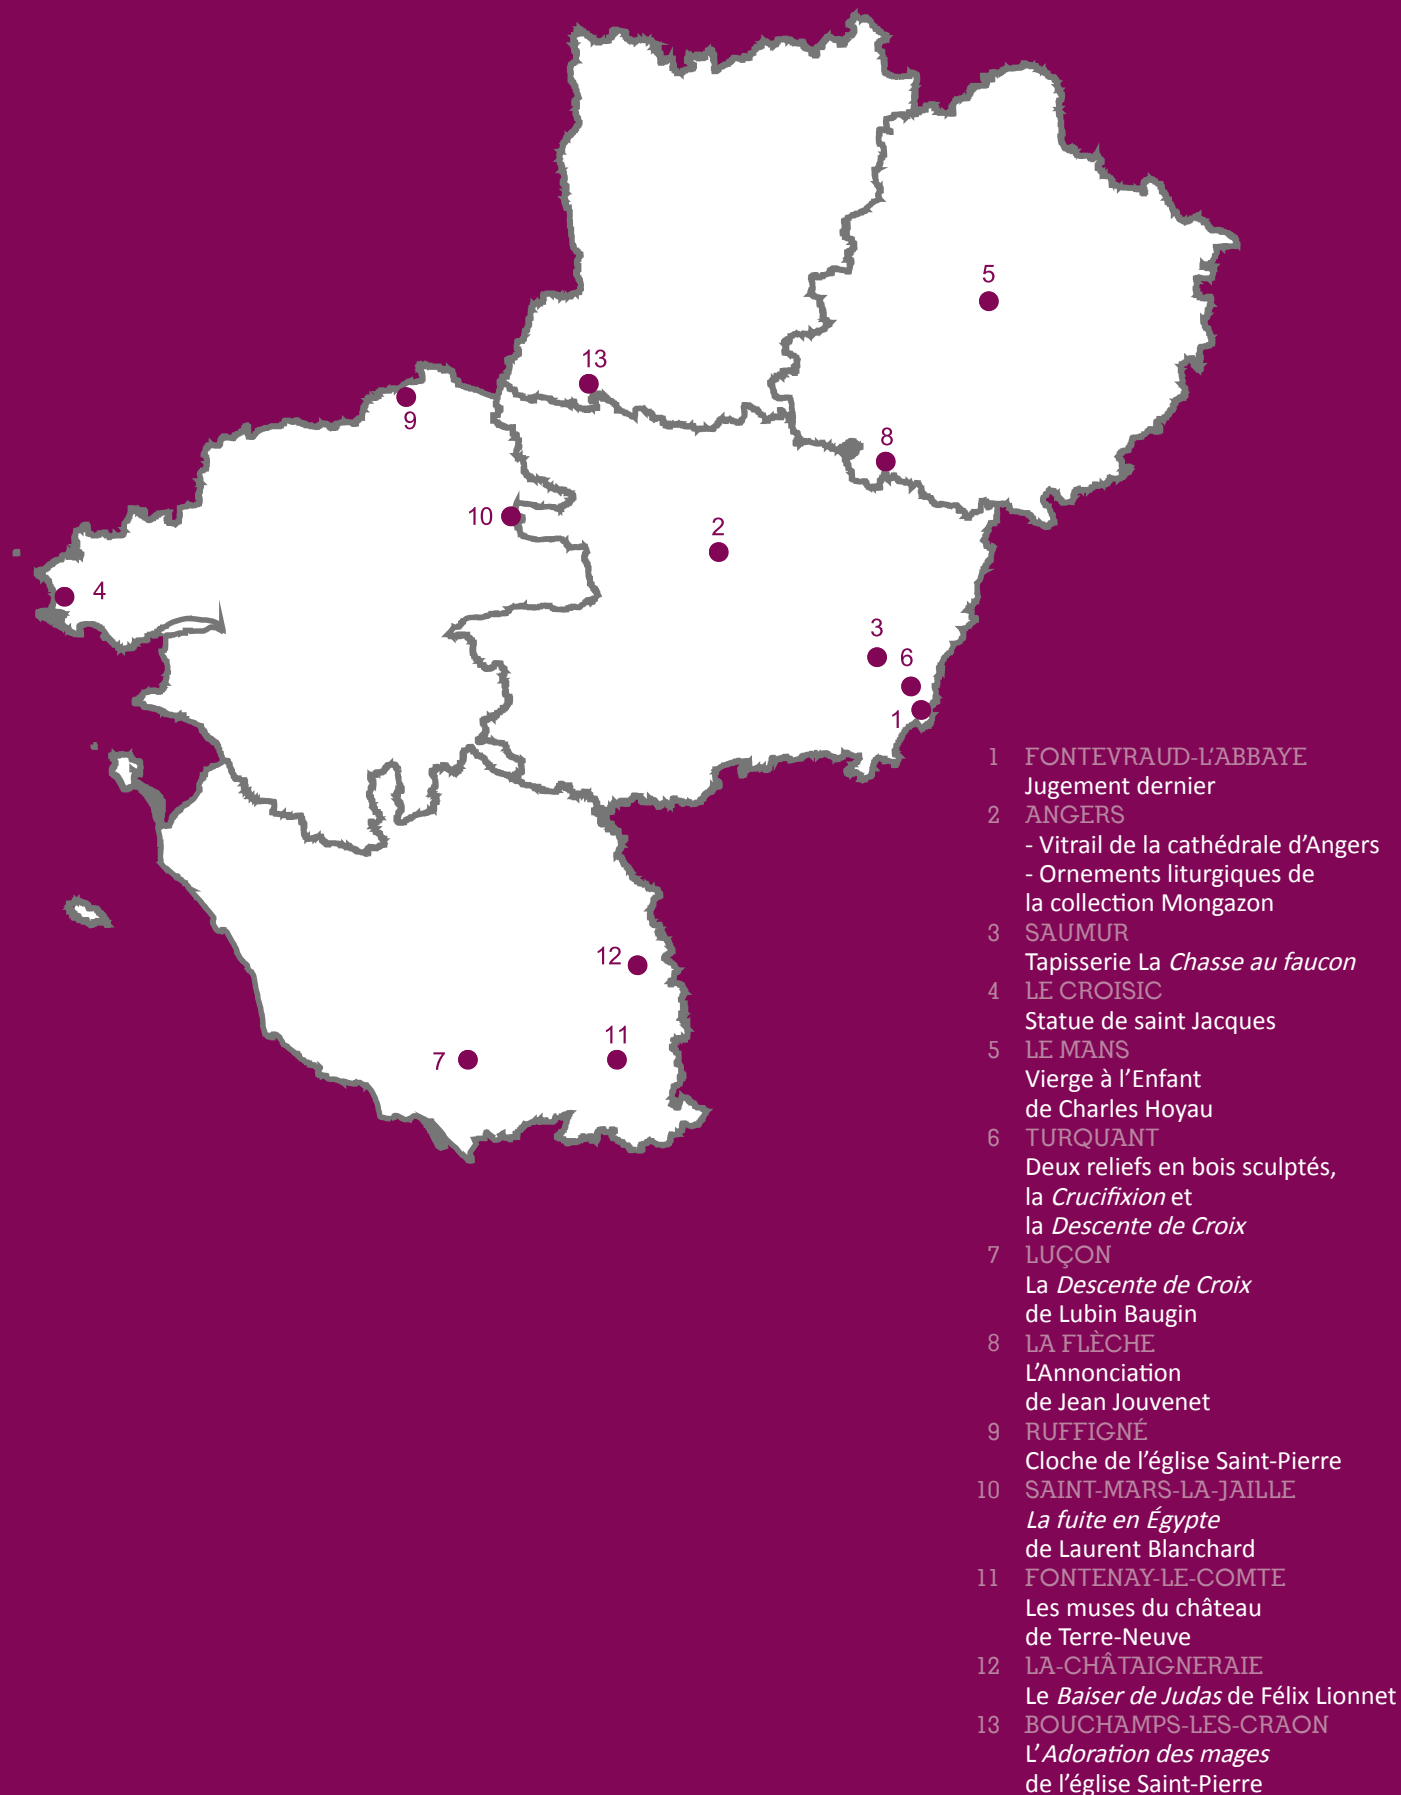 5
13
9
8
10
2
4
3
6
1
12
11
7
1 FONTEVRAUD-L'ABBAYE
Jugement dernier
2 ANGERS
- Vitrail de la cathédrale d'Angers
- Ornements liturgiques de
la collection Mongazon
3 SAUMUR
Tapisserie La Chasse au faucon
4 LE CROISIC
Statue de saint Jacques
5 LE MANS
Vierge à l'Enfant
de Charles Hoyau
6 TURQUANT
Deux reliefs en bois sculptés,
la Crucifixion et
la Descente de Croix
7 LUÇON
La Descente de Croix
de Lubin Baugin
8 LA FLÈCHE
L'Annonciation
de Jean Jouvenet
9 RUFFIGNÉ
Cloche de l'église Saint-Pierre
10 SAINT-MARS-LA-JAILLE
La fuite en Égypte
de Laurent Blanchard
11 FONTENAY-LE-COMTE
Les muses du château
de Terre-Neuve
12 LA-CHÂTAIGNERAIE
Le Baiser de Judas de Félix Lionnet
13 BOUCHAMPS-LES-CRAON
L'Adoration des mages
de l'église Saint-Pierre